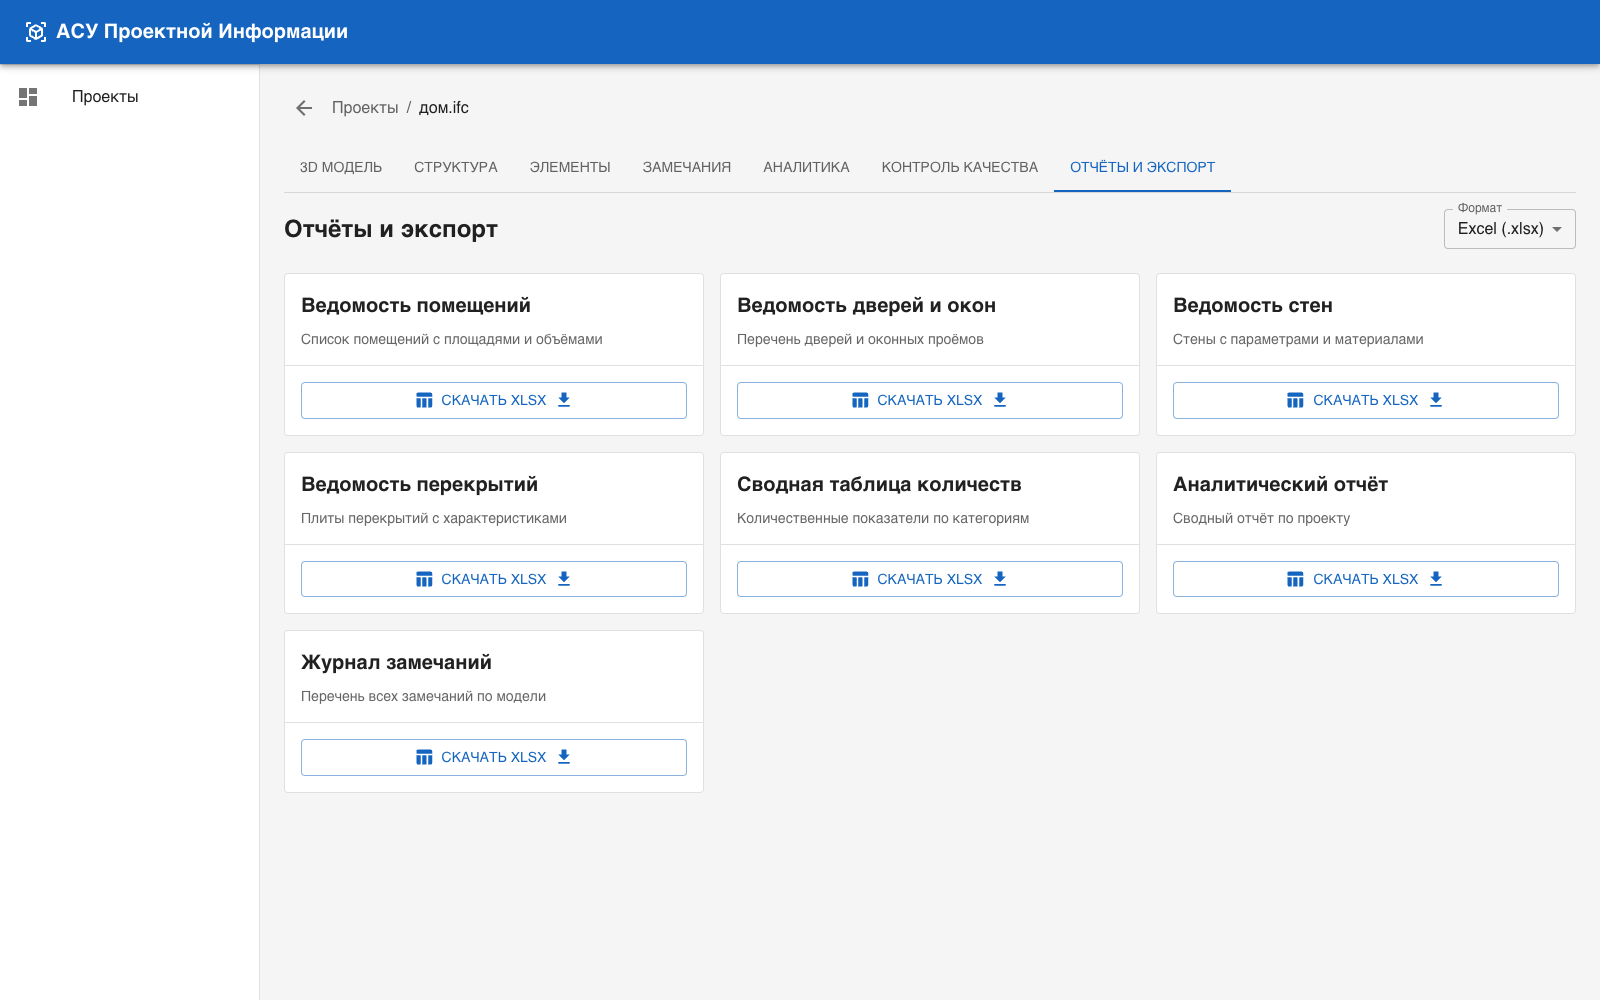 АСУ Проектной Информации
Проекты
Проекты / дом.ifc
3D МОДЕЛЬ СТРУКТУРА ЭЛЕМЕНТЫ ЗАМЕЧАНИЯ АНАЛИТИКА КОНТРОЛЬ КАЧЕСТВА ОТЧЁТЫ И ЭКСПОРТ
Отчёты и экспорт
Формат
Excel (.xlsx)
Ведомость помещений
Список помещений с площадями и объёмами
СКАЧАТЬ XLSX
Ведомость дверей и окон
Перечень дверей и оконных проёмов
СКАЧАТЬ XLSX
Ведомость стен
Стены с параметрами и материалами
СКАЧАТЬ XLSX
Ведомость перекрытий
Плиты перекрытий с характеристиками
СКАЧАТЬ XLSX
Сводная таблица количеств
Количественные показатели по категориям
СКАЧАТЬ XLSX
Аналитический отчёт
Сводный отчёт по проекту
СКАЧАТЬ XLSX
Журнал замечаний
Перечень всех замечаний по модели
СКАЧАТЬ XLSX